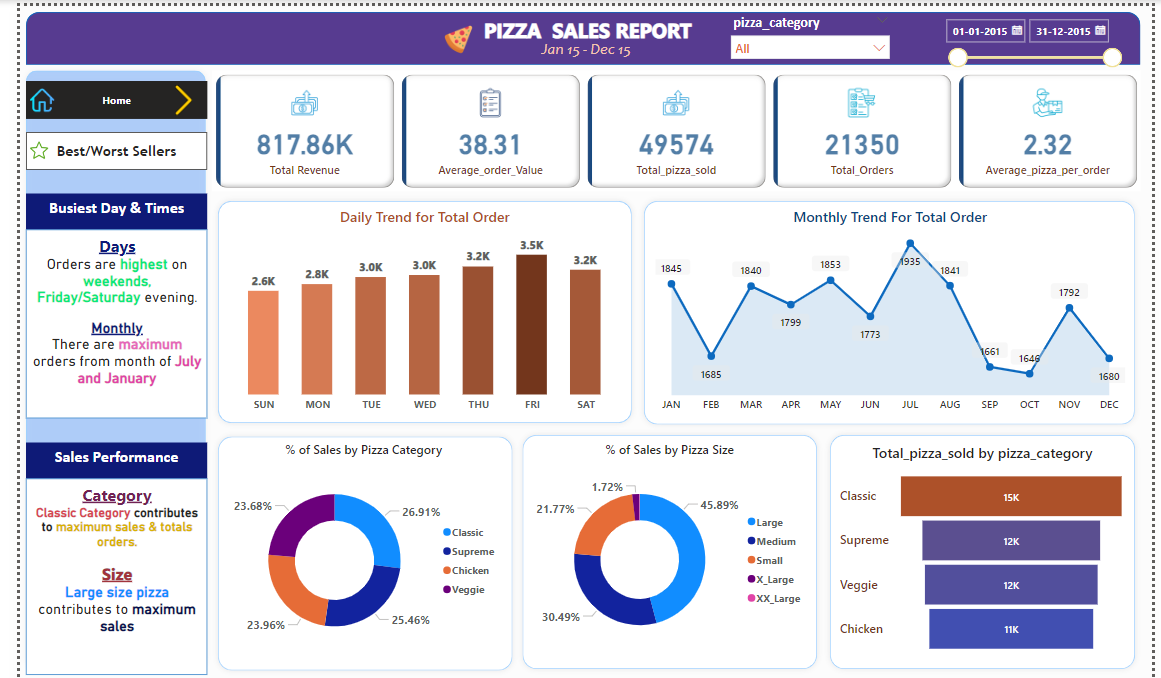 PIZZA SALES REPORT
Jan 15 - Dec 15
pizza_category
All
01-01-2015
31-12-2015
Home
Best/Worst Sellers
Busiest Day & Times
Days
Orders are highest on
weekends,
Friday/Saturday evening.
Monthly
There are maximum
orders from month of July
and January
Sales Performance
Category
Classic Category contributes
to maximum sales & totals
orders.
Size
Large size pizza
contributes to maximum
sales
817.86K
Total Revenue
38.31
Average_order_Value
49574
Total_pizza_sold
21350
Total_Orders
2.32
Average_pizza_per_order
Daily Trend for Total Order
2.6K
2.8K
3.0K
3.0K
3.2K
3.5K
3.2K
SUN MON TUE WED THU FRI SAT
Monthly Trend For Total Order
1845
1685
1840
1799
1853
1773
1935
1841
1661
1646
1792
1680
JAN FEB MAR APR MAY JUN JUL AUG SEP OCT NOV DEC
% of Sales by Pizza Category
23.68%
26.91%
23.96%
25.46%
Classic
Supreme
Chicken
Veggie
% of Sales by Pizza Size
1.72%
21.77%
45.89%
30.49%
Large
Medium
Small
X_Large
XX_Large
Total_pizza_sold by pizza_category
Classic 15K
Supreme 12K
Veggie 12K
Chicken 11K